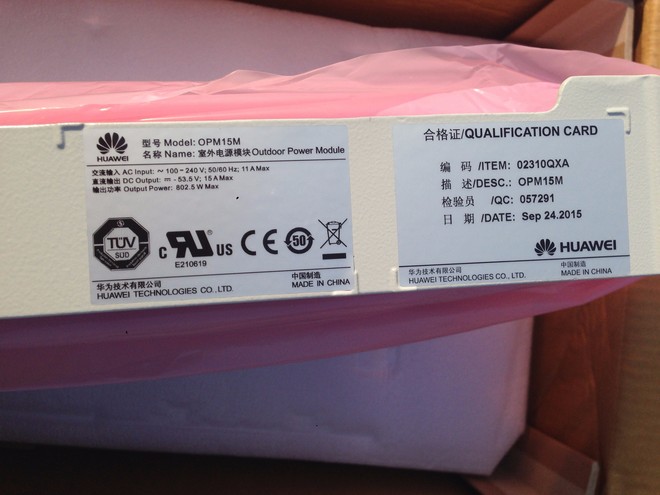 HUAWEI
型号 Model: OPM15M
名称 Name: 室外电源模块 Outdoor Power Module
交流输入 AC Input: ~ 100-240 V; 50/60 Hz; 11 A Max
直流输出 DC Output: ⎓ -53.5 V; 15 A Max
输出功率 Output Power: 802.5 W Max
TÜV
SUD
c RU US
E210619
CE
50
华为技术有限公司
HUAWEI TECHNOLOGIES CO., LTD.
中国制造
MADE IN CHINA
合格证/QUALIFICATION CARD
编 码 /ITEM: 02310QXA
描 述/DESC.: OPM15M
检验员 /QC: 057291
日 期 /DATE: Sep 24.2015
HUAWEI
华为技术有限公司
HUAWEI TECHNOLOGIES CO., LTD.
中国制造
MADE IN CHINA